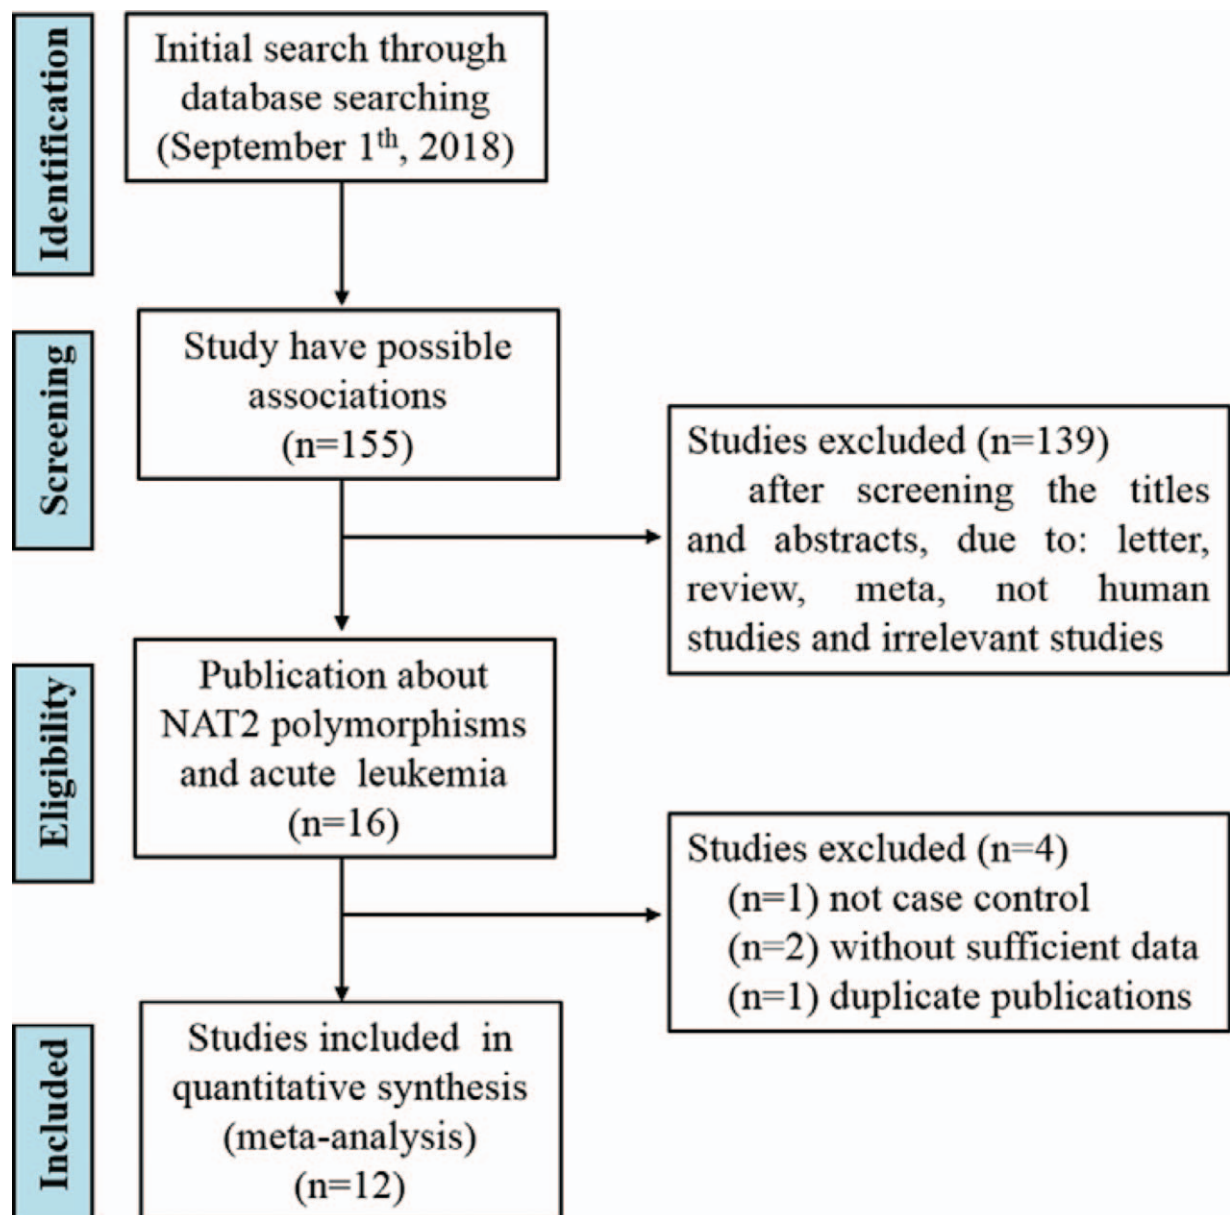 Identification
Initial search through
database searching
(September 1th, 2018)
Screening
Study have possible
associations
(n=155)
Studies excluded (n=139)
after screening the titles
and abstracts, due to: letter,
review, meta, not human
studies and irrelevant studies
Eligibility
Publication about
NAT2 polymorphisms
and acute leukemia
(n=16)
Studies excluded (n=4)
(n=1) not case control
(n=2) without sufficient data
(n=1) duplicate publications
Included
Studies included in
quantitative synthesis
(meta-analysis)
(n=12)